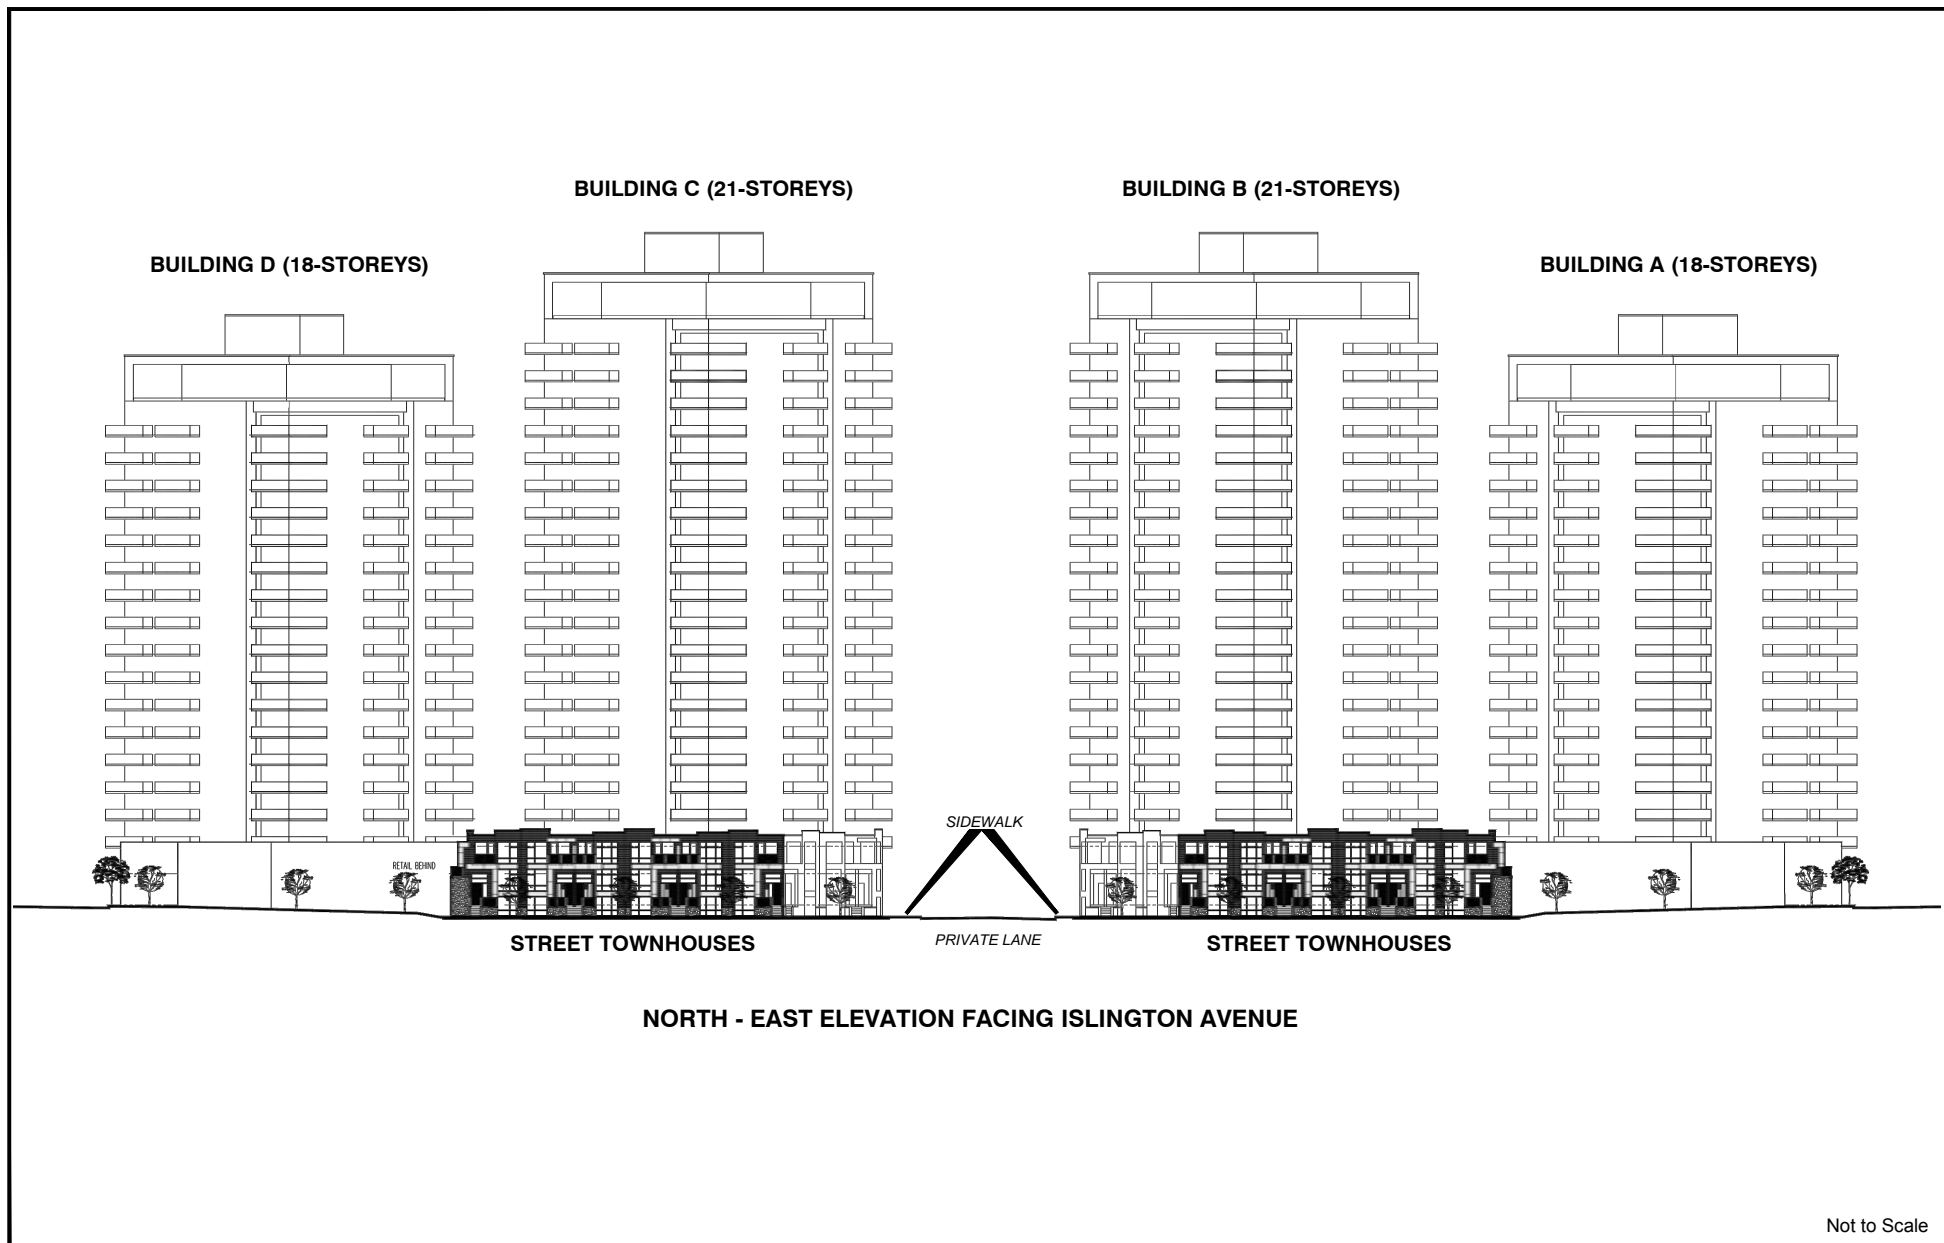 BUILDING C (21-STOREYS)
BUILDING B (21-STOREYS)
BUILDING D (18-STOREYS)
BUILDING A (18-STOREYS)
SIDEWALK
RETAIL BEHIND
PRIVATE LANE
STREET TOWNHOUSES
STREET TOWNHOUSES
NORTH - EAST ELEVATION FACING ISLINGTON AVENUE
Not to Scale